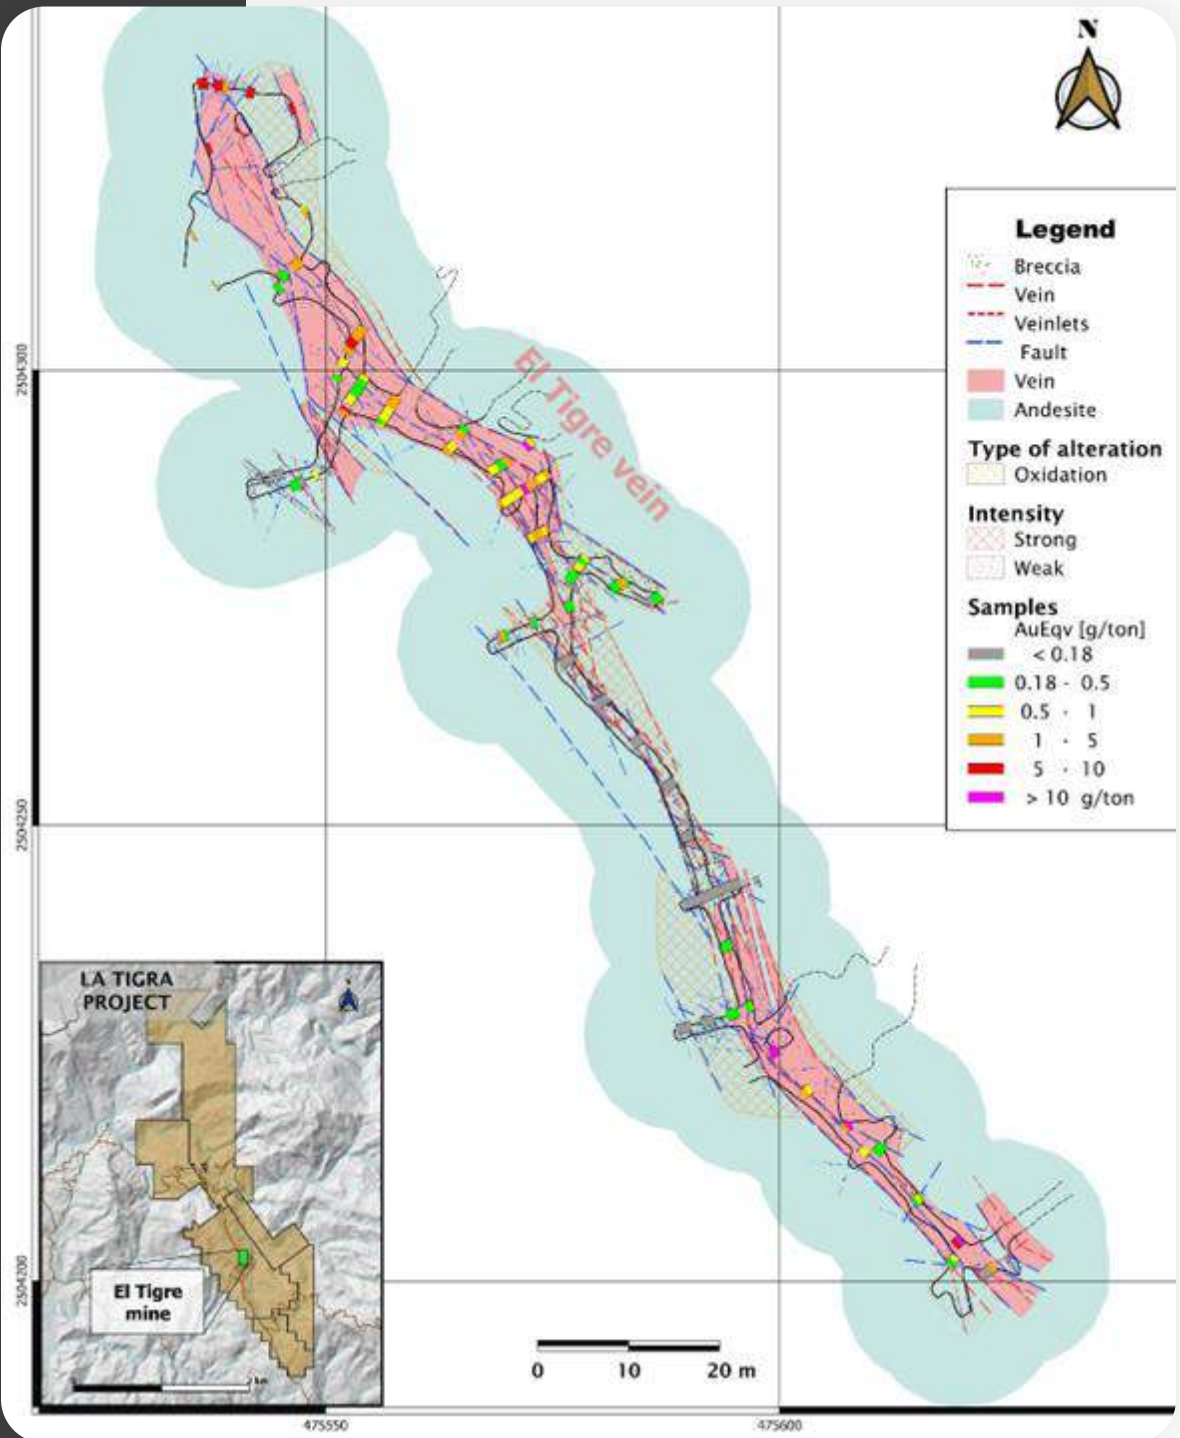 N
Legend
Breccia
Vein
Veinlets
Fault
Vein
Andesite
Type of alteration
Oxidation
Intensity
Strong
Weak
Samples
AuEqv [g/ton]
< 0.18
0.18 - 0.5
0.5 - 1
1 - 5
5 - 10
> 10 g/ton
El Tigre vein
2504300
2504250
2504200
LA TIGRA
PROJECT
El Tigre
mine
km
0 10 20 m
475550 475600